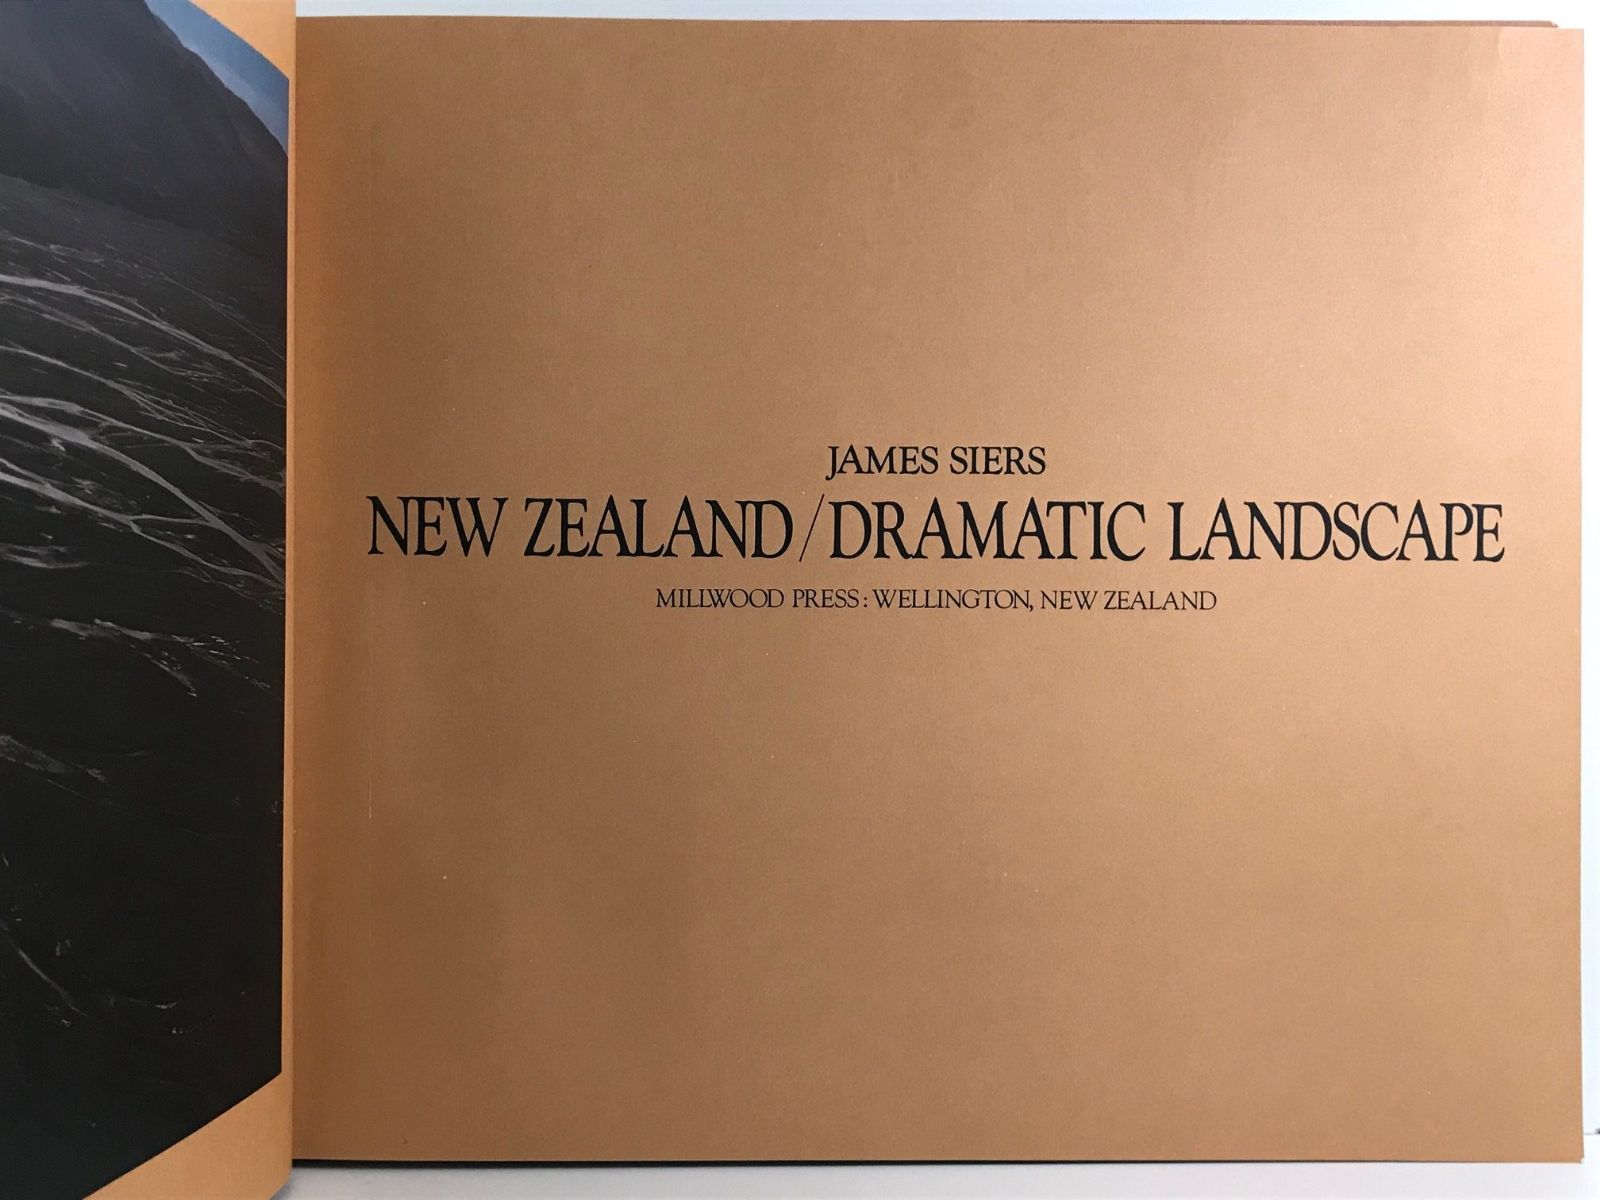 JAMES SIERS
NEW ZEALAND/DRAMATIC LANDSCAPE
MILLWOOD PRESS: WELLINGTON, NEW ZEALAND